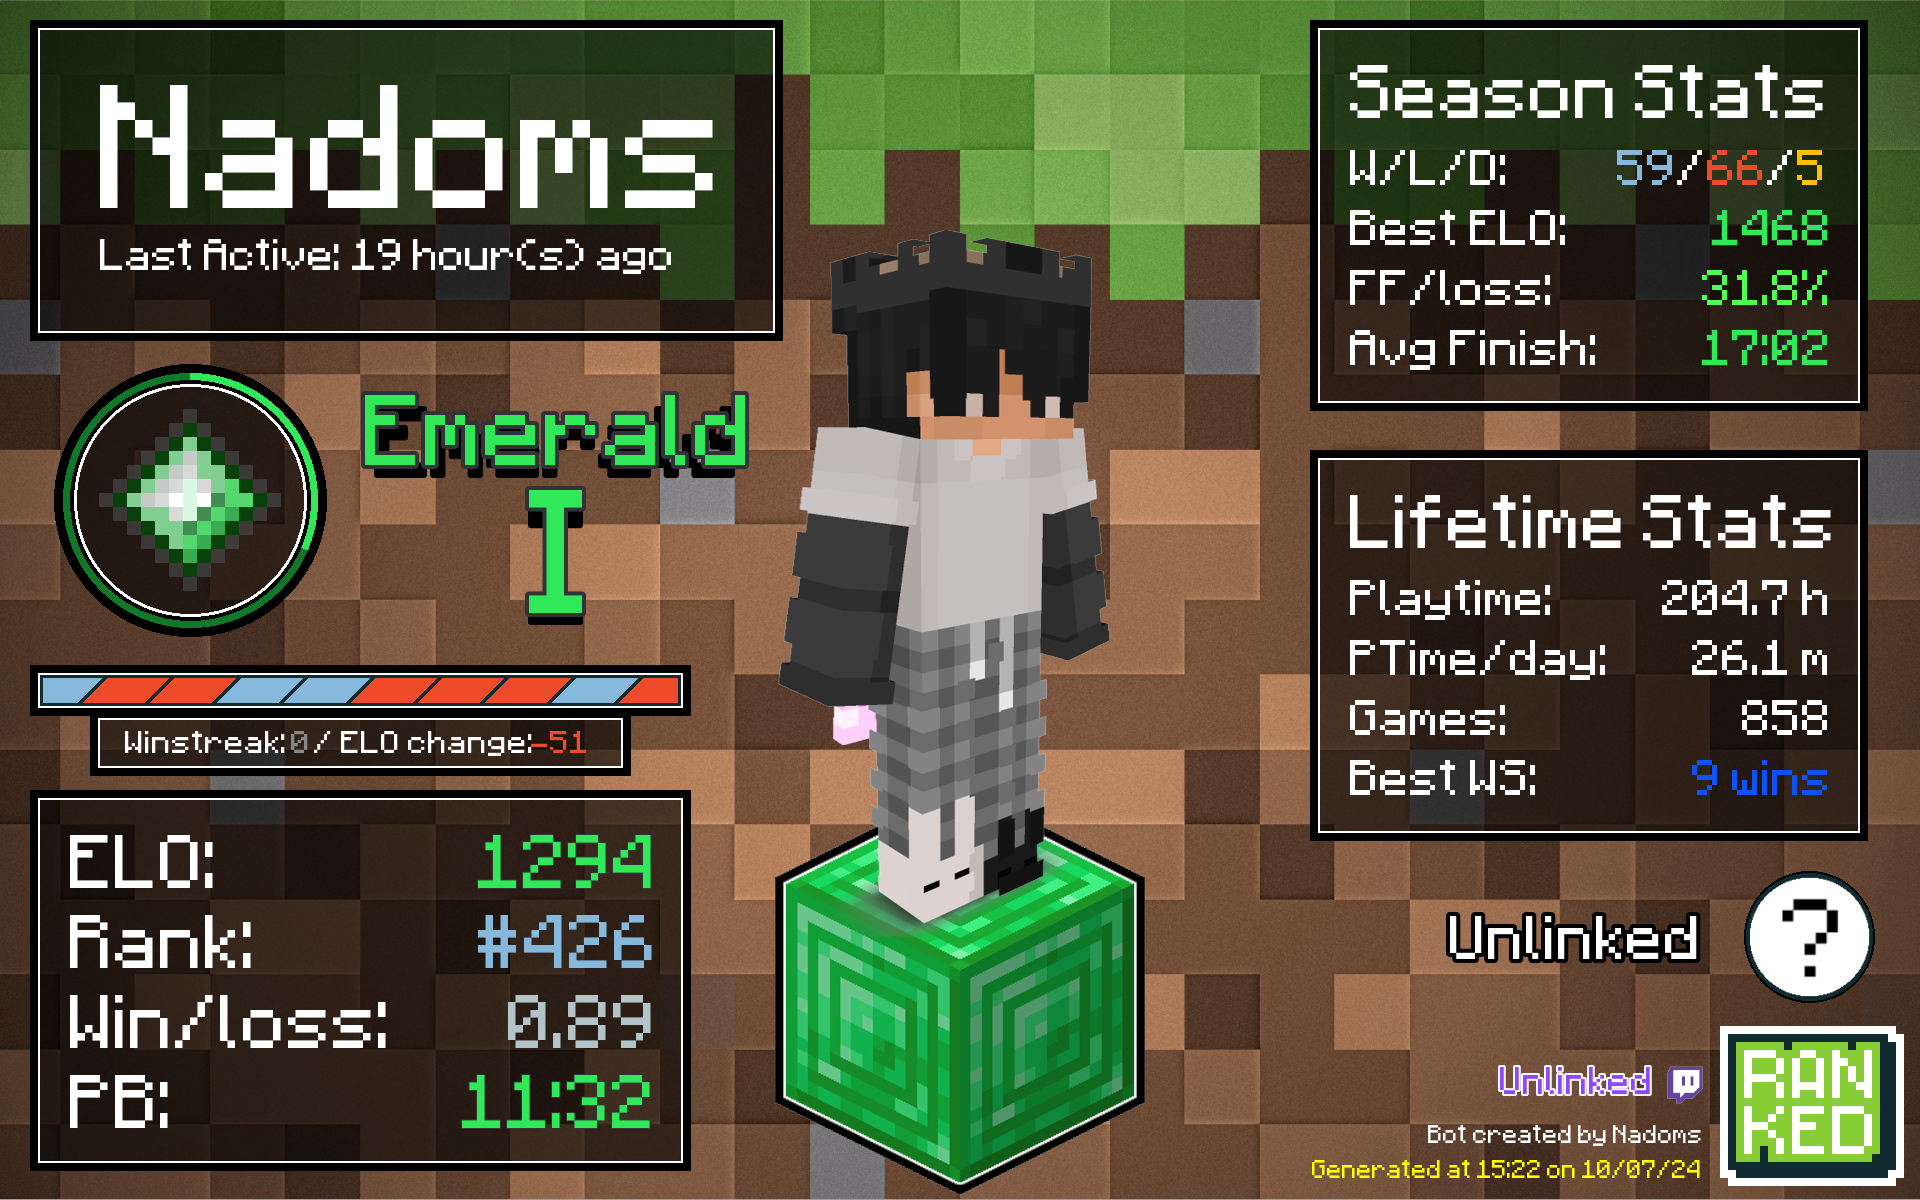 Nadoms
Last Active: 19 hour(s) ago
Emerald
I
Winstreak:0 / ELO change:-51
ELO: 1294
Rank: #426
Win/loss: 0.89
PB: 11:32
Season Stats
W/L/D: 59/66/5
Best ELO: 1468
FF/loss: 31.8%
Avg Finish: 17:02
Lifetime Stats
Playtime: 204.7 h
PTime/day: 26.1 m
Games: 858
Best WS: 9 wins
Unlinked ?
Unlinked
Bot created by Nadoms
Generated at 15:22 on 10/07/24
RAN
KED